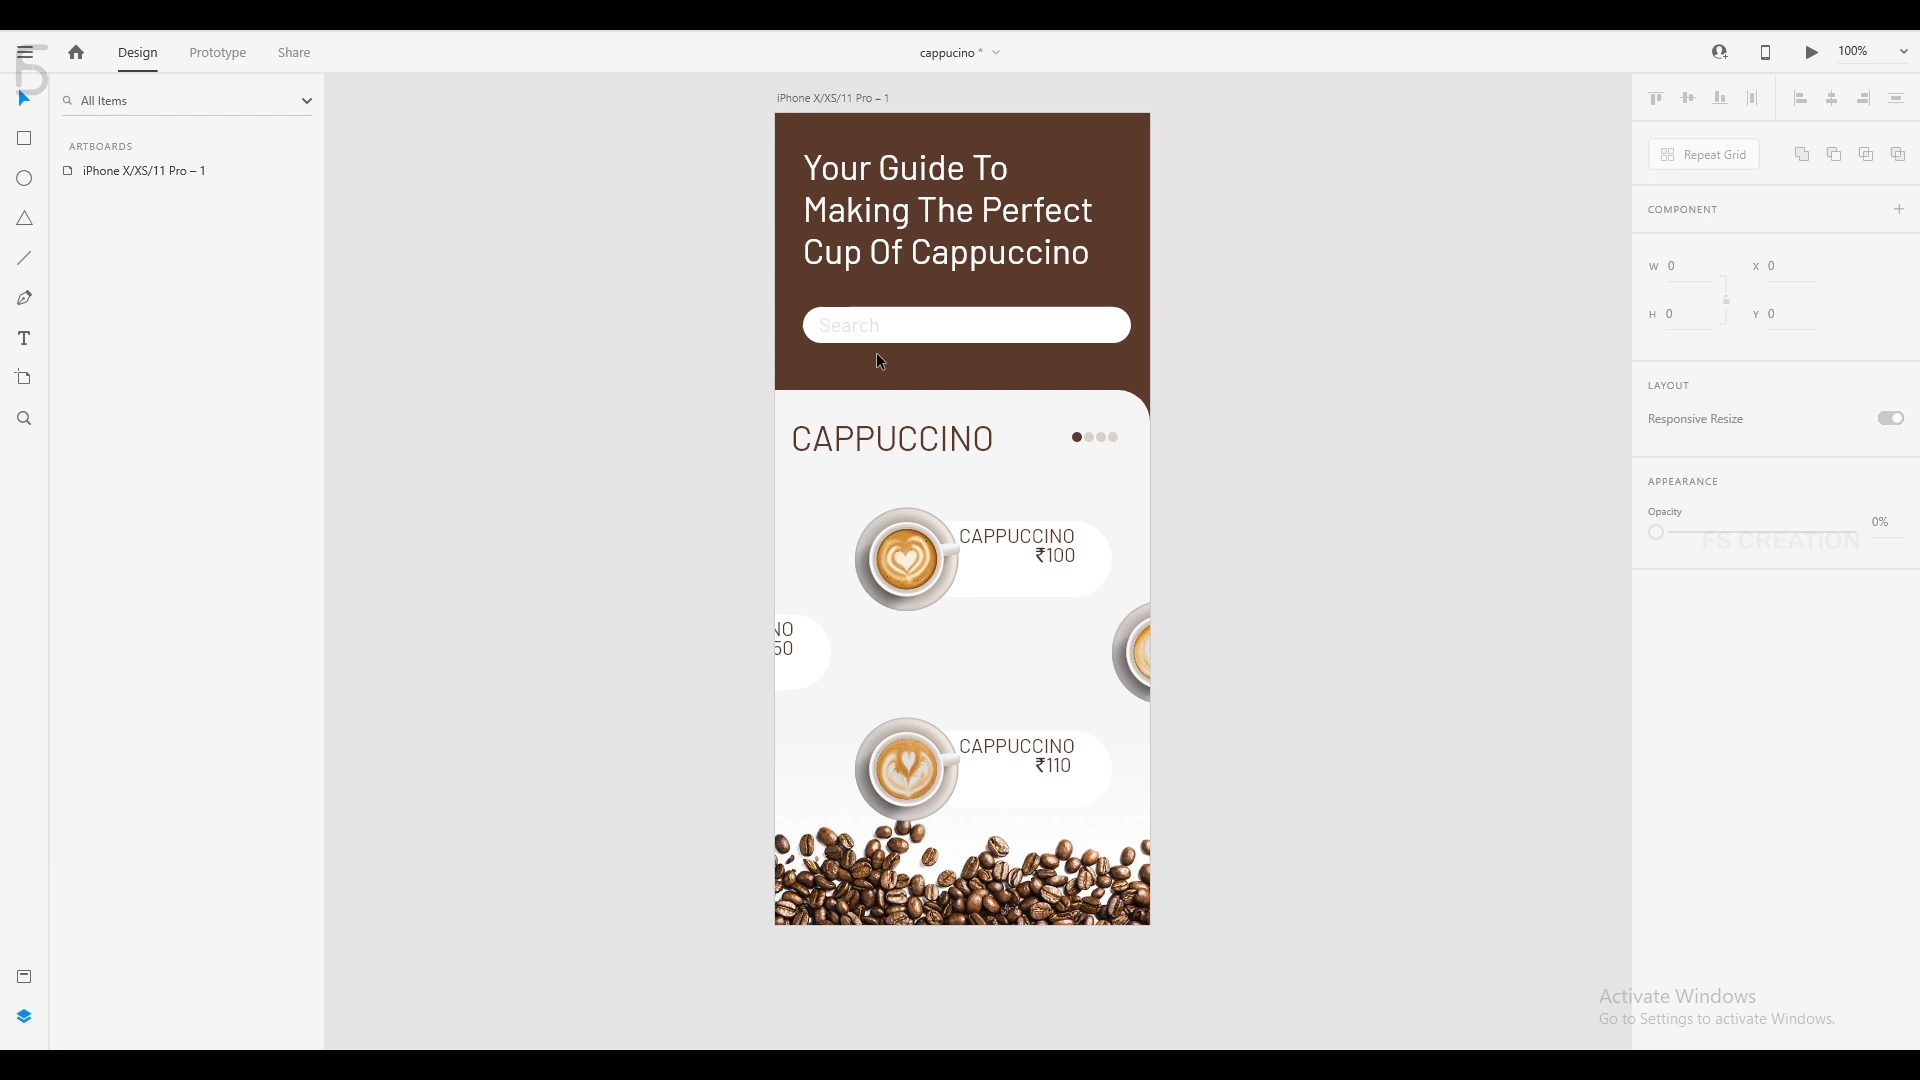 Design Prototype Share
cappucino *
100%
All Items
ARTBOARDS
iPhone X/XS/11 Pro – 1
iPhone X/XS/11 Pro – 1
Your Guide To
Making The Perfect
Cup Of Cappuccino
Search
CAPPUCCINO
CAPPUCCINO
₹100
NO
50
CAPPUCCINO
₹110
Repeat Grid
COMPONENT
W 0 X 0
H 0 Y 0
LAYOUT
Responsive Resize
APPEARANCE
Opacity
0%
FS CREATiON
Activate Windows
Go to Settings to activate Windows.